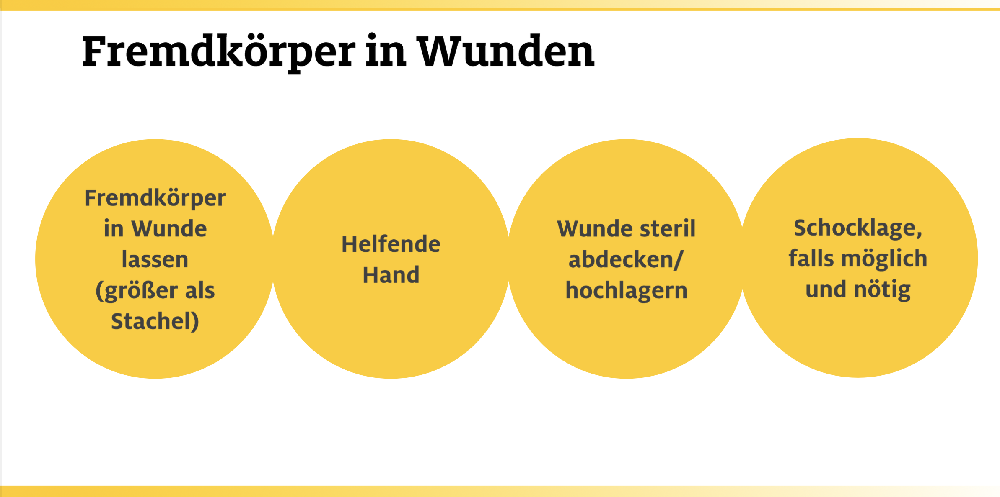 Fremdkörper in Wunden
Fremdkörper
in Wunde
lassen
(größer als
Stachel)
Helfende
Hand
Wunde steril
abdecken/
hochlagern
Schocklage,
falls möglich
und nötig